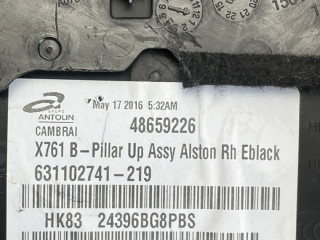 GRUPO
ANTOLIN
CAMBRAI
May 17 2016 5:32AM
48659226
X761 B-Pillar Up Assy Alston Rh Eblack
631102741-219
HK83 24396BG8PBS